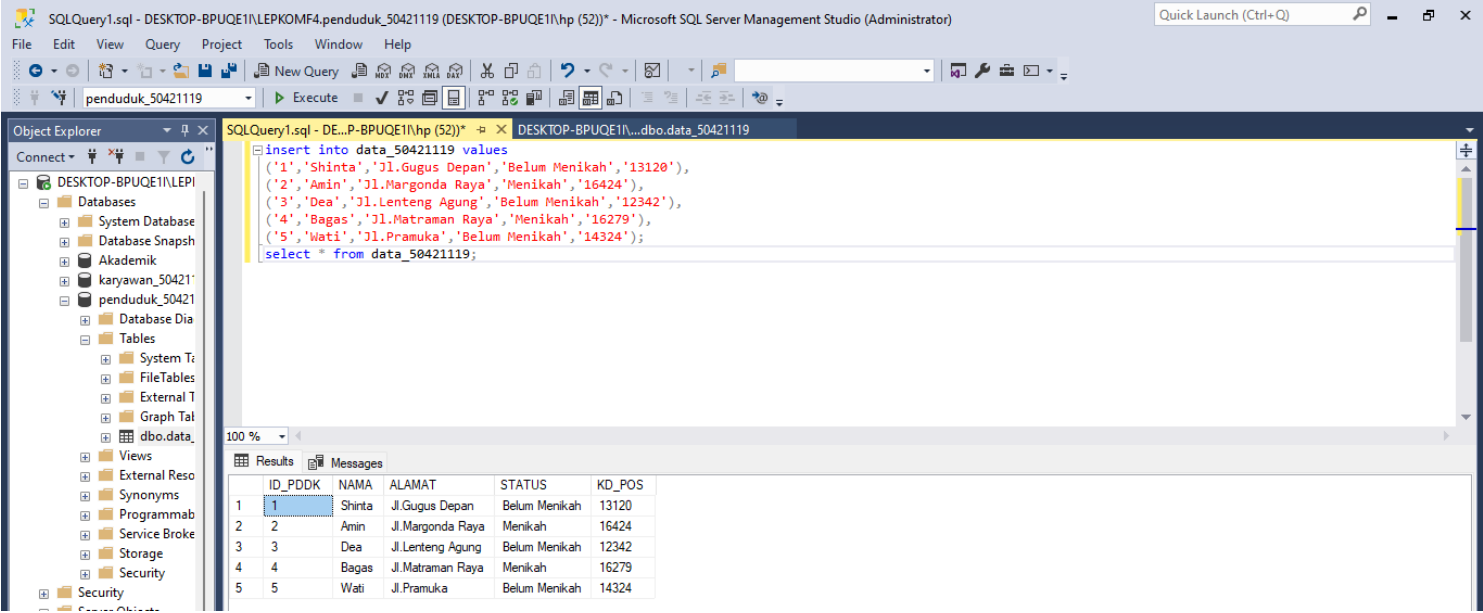 SQLQuery1.sql - DESKTOP-BPUQE1I\LEPKOMF4.penduduk_50421119 (DESKTOP-BPUQE1I\hp (52))* - Microsoft SQL Server Management Studio (Administrator)
Quick Launch (Ctrl+Q)
File Edit View Query Project Tools Window Help
New Query MDX DMX XMLA DAX
penduduk_50421119 Execute
Object Explorer
SQLQuery1.sql - DE...P-BPUQE1I\hp (52))* DESKTOP-BPUQE1I\...dbo.data_50421119
Connect
DESKTOP-BPUQE1I\LEPI
Databases
System Database
Database Snapsh
Akademik
karyawan_50421
penduduk_50421
Database Dia
Tables
System Ta
FileTables
External T
Graph Tab
dbo.data_
Views
External Reso
Synonyms
Programmab
Service Broke
Storage
Security
Security
Server Objects
insert into data_50421119 values
('1','Shinta','Jl.Gugus Depan','Belum Menikah','13120'),
('2','Amin','Jl.Margonda Raya','Menikah','16424'),
('3','Dea','Jl.Lenteng Agung','Belum Menikah','12342'),
('4','Bagas','Jl.Matraman Raya','Menikah','16279'),
('5','Wati','Jl.Pramuka','Belum Menikah','14324');
select * from data_50421119;
100 %
Results Messages
ID_PDDK NAMA ALAMAT STATUS KD_POS
1 1 Shinta Jl.Gugus Depan Belum Menikah 13120
2 2 Amin Jl.Margonda Raya Menikah 16424
3 3 Dea Jl.Lenteng Agung Belum Menikah 12342
4 4 Bagas Jl.Matraman Raya Menikah 16279
5 5 Wati Jl.Pramuka Belum Menikah 14324